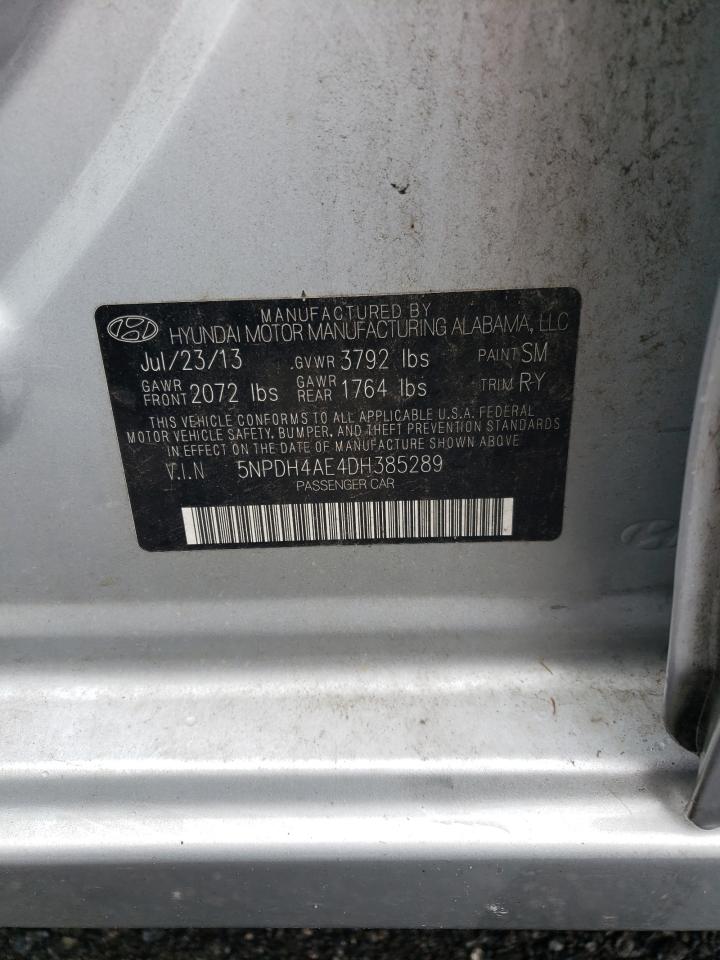 MANUFACTURED BY
HYUNDAI MOTOR MANUFACTURING ALABAMA, LLC
Jul/23/13 .GVWR 3792 lbs PAINT SM
GAWR FRONT 2072 lbs GAWR REAR 1764 lbs TRIM R-Y
THIS VEHICLE CONFORMS TO ALL APPLICABLE U.S.A. FEDERAL
MOTOR VEHICLE SAFETY, BUMPER, AND THEFT PREVENTION STANDARDS
IN EFFECT ON THE DATE OF MANUFACTURE SHOWN ABOVE
V.I.N 5NPDH4AE4DH385289
PASSENGER CAR